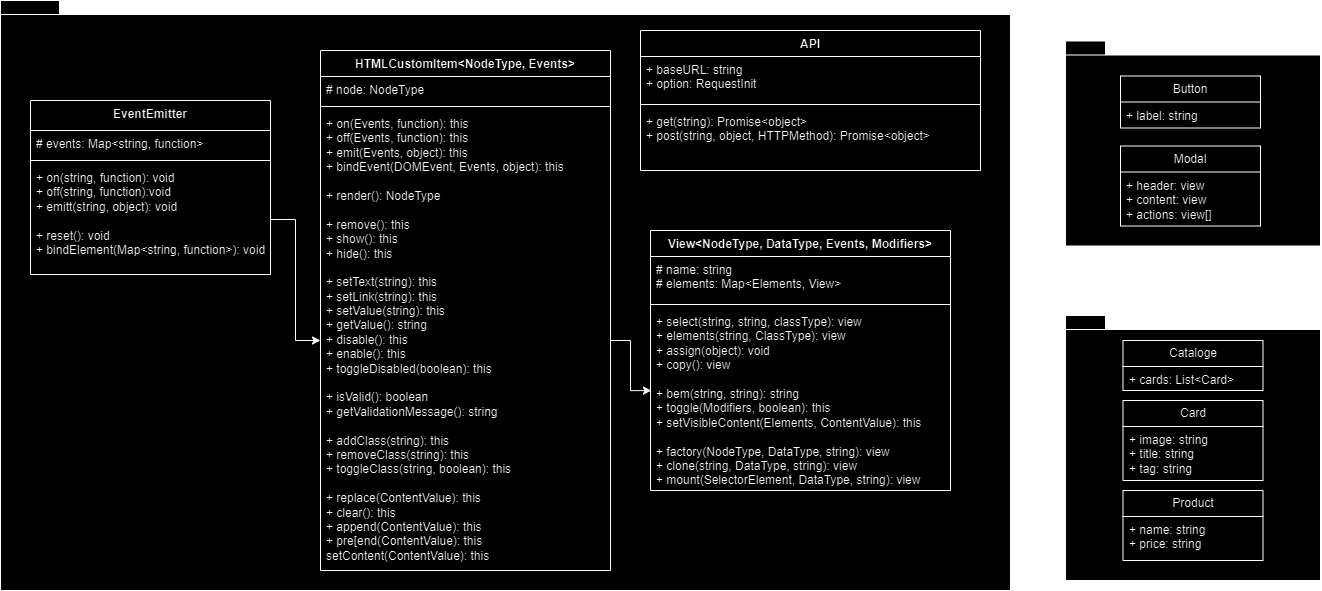 EventEmitter
# events: Map<string, function>
+ on(string, function): void
+ off(string, function):void
+ emitt(string, object): void
+ reset(): void
+ bindElement(Map<string, function>): void
HTMLCustomItem<NodeType, Events>
# node: NodeType
+ on(Events, function): this
+ off(Events, function): this
+ emit(Events, object): this
+ bindEvent(DOMEvent, Events, object): this
+ render(): NodeType
+ remove(): this
+ show(): this
+ hide(): this
+ setText(string): this
+ setLink(string): this
+ setValue(string): this
+ getValue(): string
+ disable(): this
+ enable(): this
+ toggleDisabled(boolean): this
+ isValid(): boolean
+ getValidationMessage(): string
+ addClass(string): this
+ removeClass(string): this
+ toggleClass(string, boolean): this
+ replace(ContentValue): this
+ clear(): this
+ append(ContentValue): this
+ pre[end(ContentValue): this
setContent(ContentValue): this
API
+ baseURL: string
+ option: RequestInit
+ get(string): Promise<object>
+ post(string, object, HTTPMethod): Promise<object>
View<NodeType, DataType, Events, Modifiers>
# name: string
# elements: Map<Elements, View>
+ select(string, string, classType): view
+ elements(string, ClassType): view
+ assign(object): void
+ copy(): view
+ bem(string, string): string
+ toggle(Modifiers, boolean): this
+ setVisibleContent(Elements, ContentValue): this
+ factory(NodeType, DataType, string): view
+ clone(string, DataType, string): view
+ mount(SelectorElement, DataType, string): view
Button
+ label: string
Modal
+ header: view
+ content: view
+ actions: view[]
Cataloge
+ cards: List<Card>
Card
+ image: string
+ title: string
+ tag: string
Product
+ name: string
+ price: string